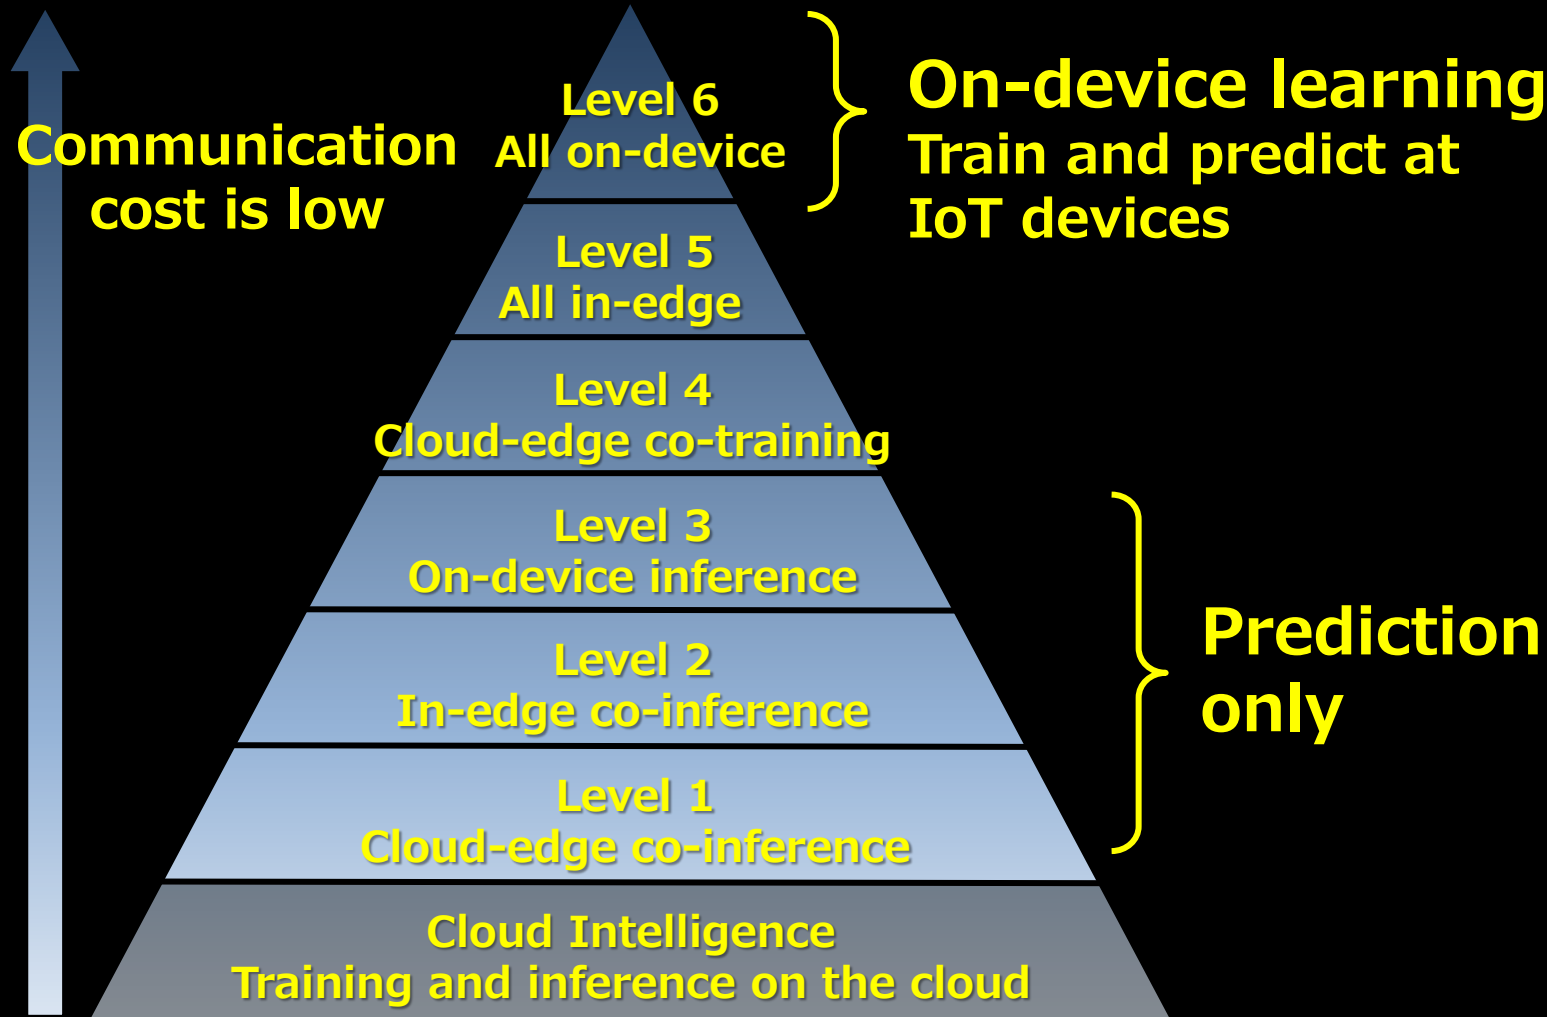 Communication
cost is low
Level 6
All on-device
On-device learning
Train and predict at
IoT devices
Level 5
All in-edge
Level 4
Cloud-edge co-training
Level 3
On-device inference
Level 2
In-edge co-inference
Level 1
Cloud-edge co-inference
Prediction
only
Cloud Intelligence
Training and inference on the cloud